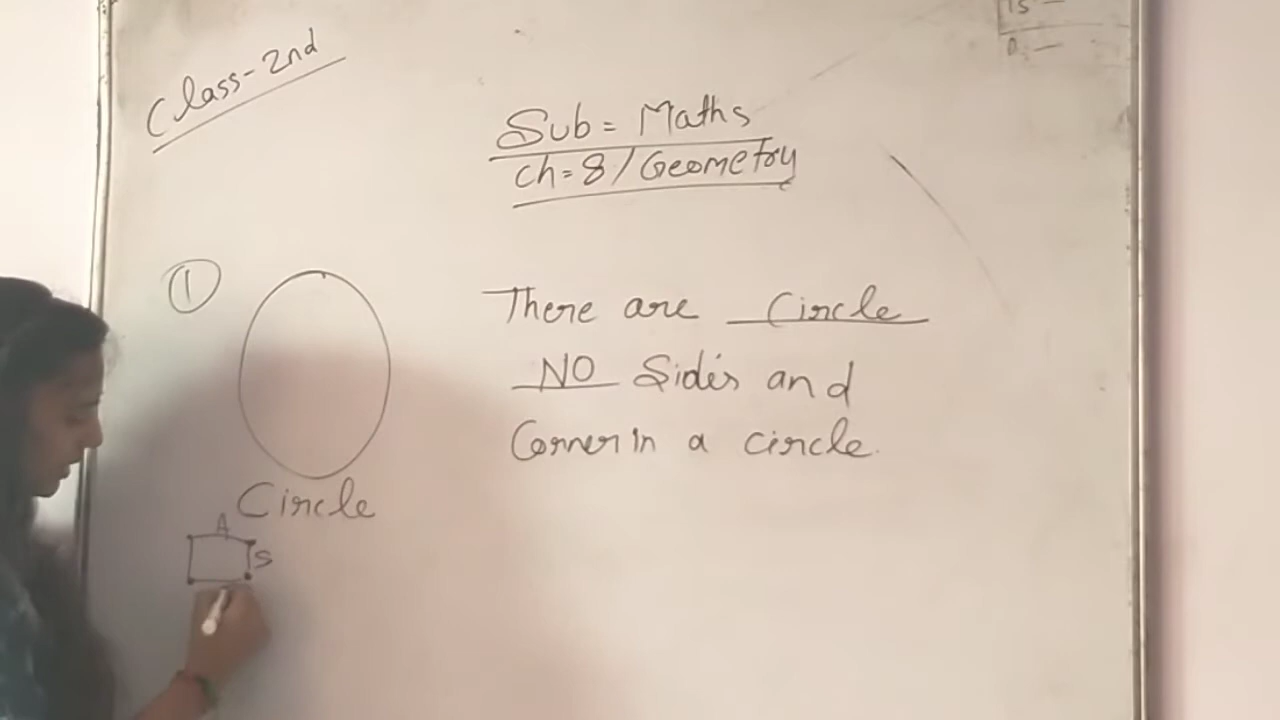 Class-2nd
Sub = Maths
Ch = 8 / Geometry
1
There are Circle
NO Sides and
Corner in a circle.
Circle
A
S